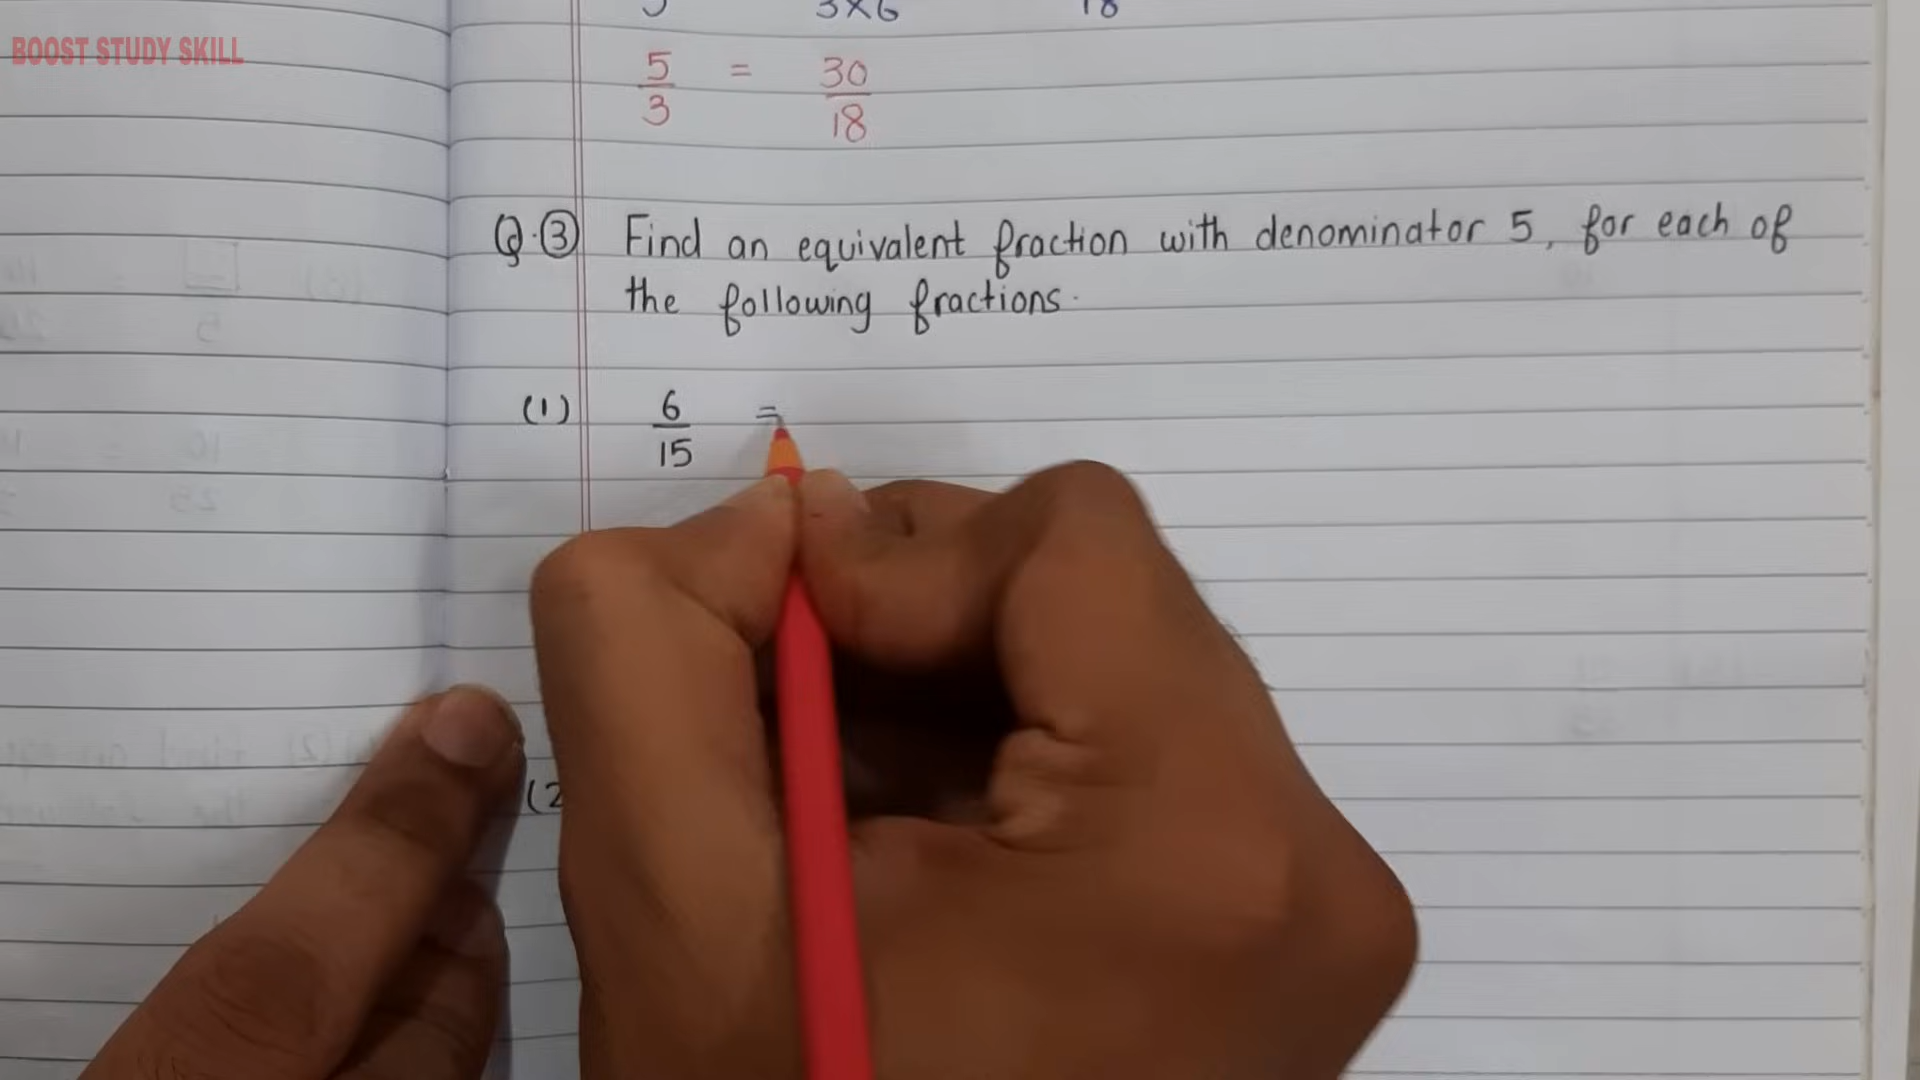 BOOST STUDY SKILL
3×6 18
5/3 = 30/18
Q.③ Find an equivalent fraction with denominator 5, for each of
the following fractions.
(1) 6/15 =
(2